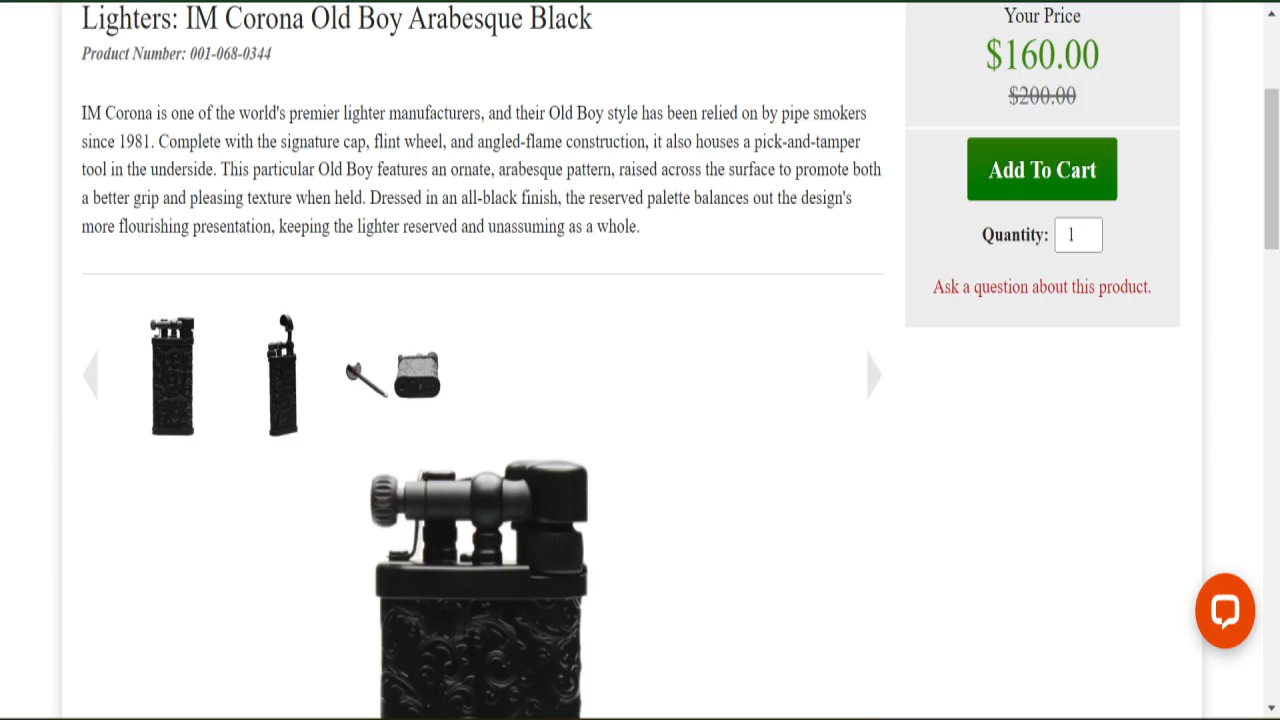 Lighters: IM Corona Old Boy Arabesque Black
Product Number: 001-068-0344
IM Corona is one of the world's premier lighter manufacturers, and their Old Boy style has been relied on by pipe smokers
since 1981. Complete with the signature cap, flint wheel, and angled-flame construction, it also houses a pick-and-tamper
tool in the underside. This particular Old Boy features an ornate, arabesque pattern, raised across the surface to promote both
a better grip and pleasing texture when held. Dressed in an all-black finish, the reserved palette balances out the design's
more flourishing presentation, keeping the lighter reserved and unassuming as a whole.
Your Price
$160.00
$200.00
Add To Cart
Quantity: 1
Ask a question about this product.